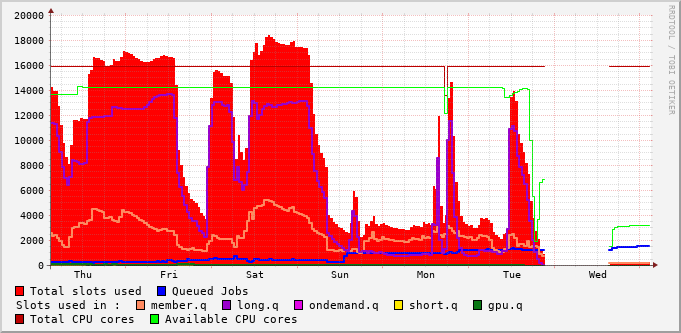 20000
18000
16000
14000
12000
10000
8000
6000
4000
2000
0
Thu Fri Sat Sun Mon Tue Wed
RRDTOOL / TOBI OETIKER
Total slots used Queued Jobs
Slots used in : member.q long.q ondemand.q short.q gpu.q
Total CPU cores Available CPU cores